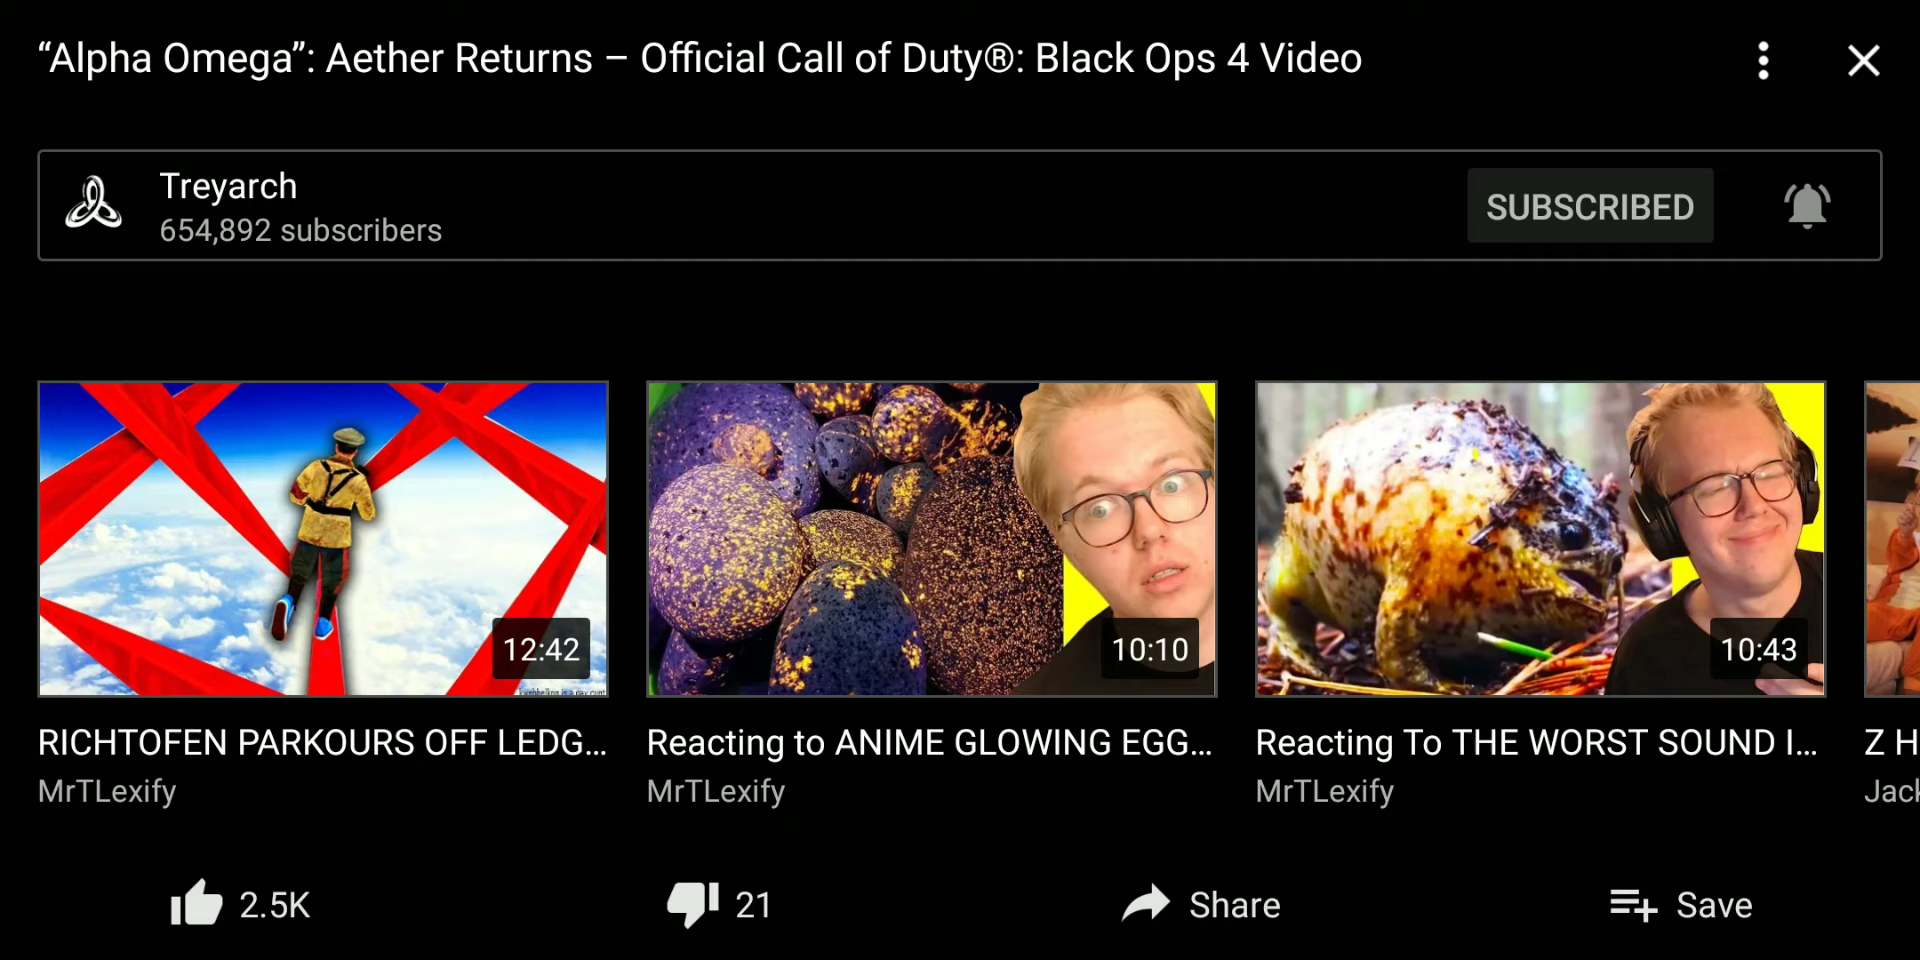 “Alpha Omega”: Aether Returns – Official Call of Duty®: Black Ops 4 Video
Treyarch
654,892 subscribers
SUBSCRIBED
12:42
10:10
10:43
RICHTOFEN PARKOURS OFF LEDG...
Reacting to ANIME GLOWING EGG...
Reacting To THE WORST SOUND I...
Z H
MrTLexify
MrTLexify
MrTLexify
Jack
2.5K
21
Share
Save